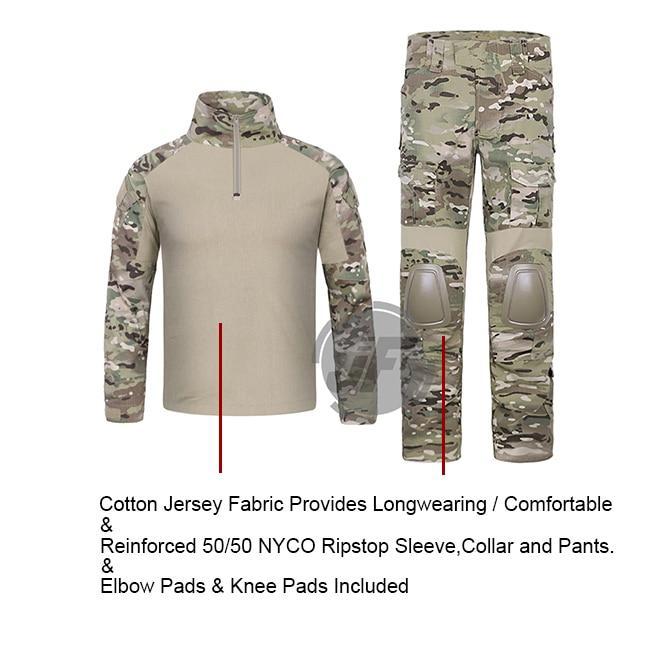 JF
Cotton Jersey Fabric Provides Longwearing / Comfortable
&
Reinforced 50/50 NYCO Ripstop Sleeve,Collar and Pants.
&
Elbow Pads & Knee Pads Included